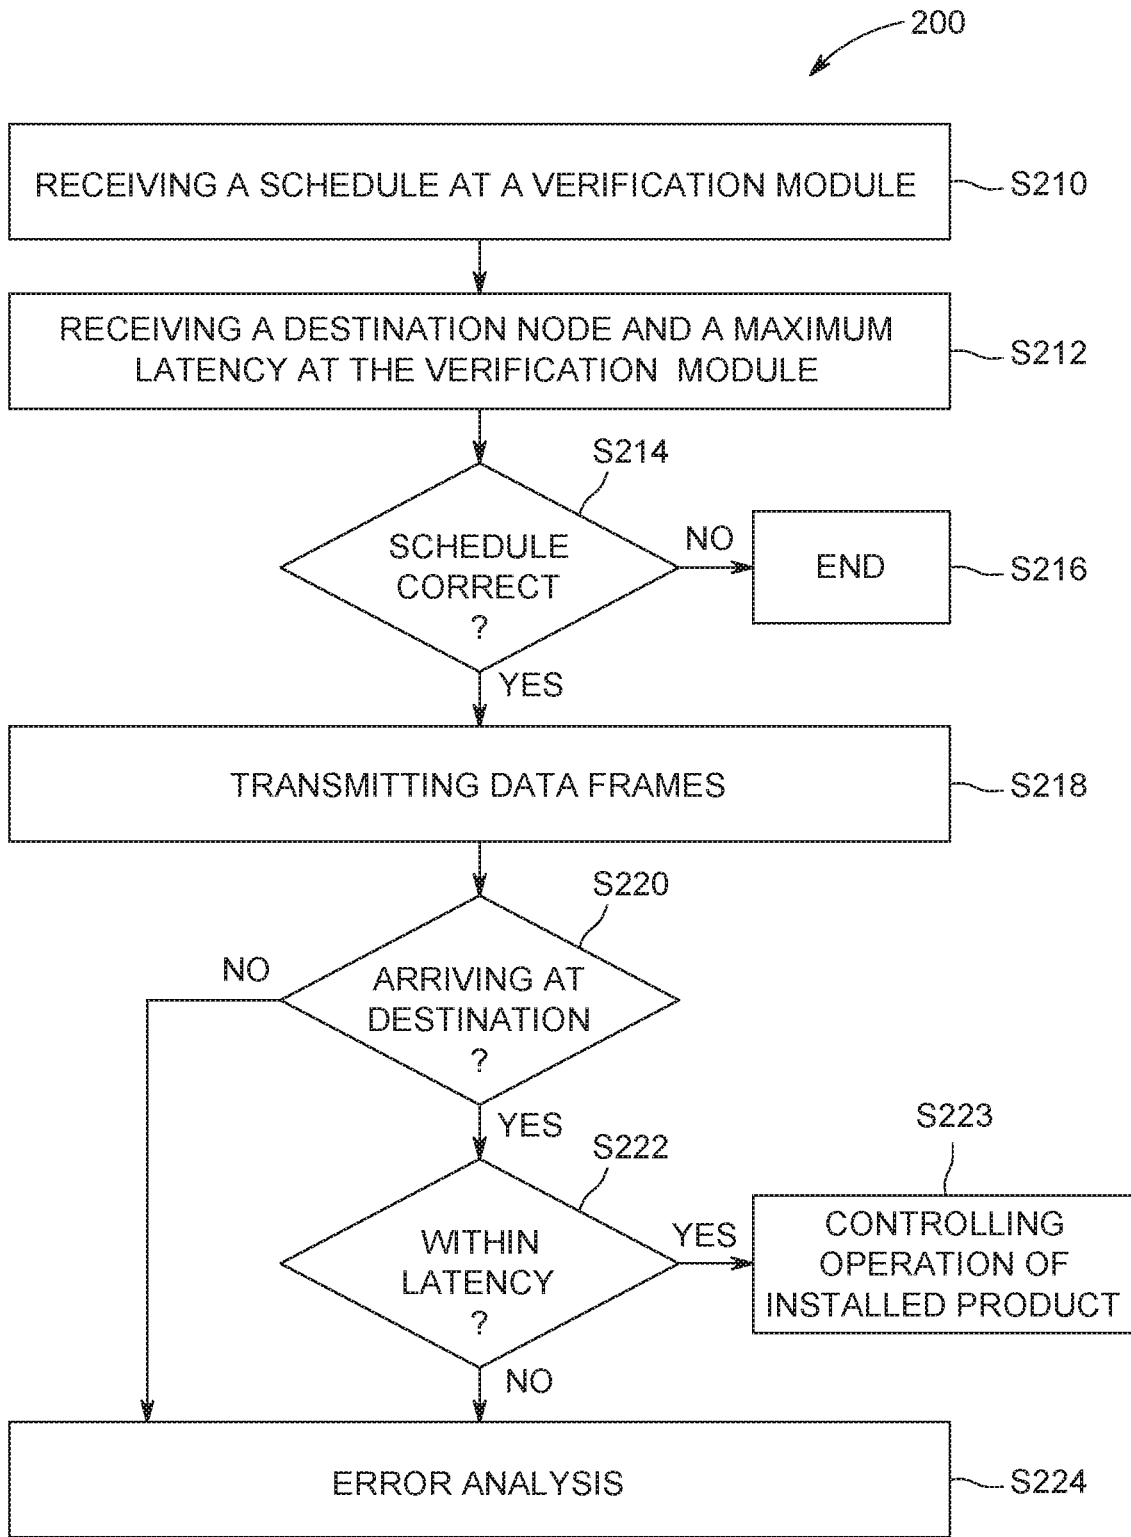 200
RECEIVING A SCHEDULE AT A VERIFICATION MODULE
S210
RECEIVING A DESTINATION NODE AND A MAXIMUM
LATENCY AT THE VERIFICATION MODULE
S212
S214
SCHEDULE
CORRECT
?
NO
END
S216
YES
TRANSMITTING DATA FRAMES
S218
S220
NO
ARRIVING AT
DESTINATION
?
YES
S222
S223
WITHIN
LATENCY
?
YES
CONTROLLING
OPERATION OF
INSTALLED PRODUCT
NO
ERROR ANALYSIS
S224